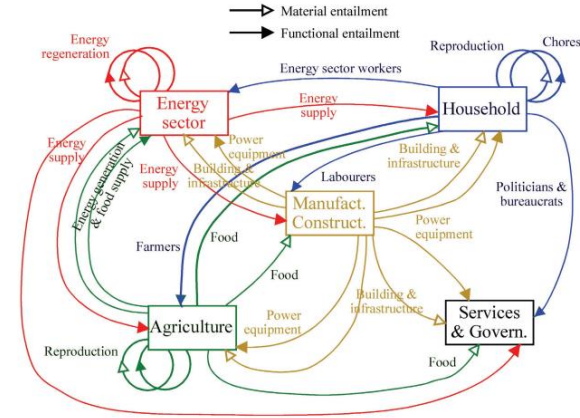 Material entailment
Functional entailment
Energy
regeneration
Reproduction
Chores
Energy sector workers
Energy
sector
Energy
supply
Household
Energy
supply
Power
equipment
Building &
infrastructure
Energy
supply
Building &
infrastructure
Energy generation
& food supply
Labourers
Manufact.
Construct.
Politicians &
bureaucrats
Power
equipment
Farmers
Food
Food
Building &
infrastructure
Agriculture
Power
equipment
Services
& Govern.
Reproduction
Food